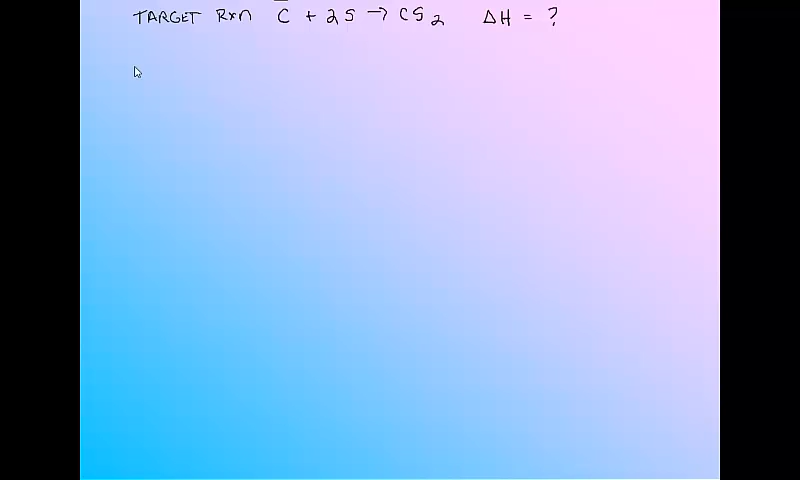 TARGET Rxn C + 2S → CS₂ ΔH = ?